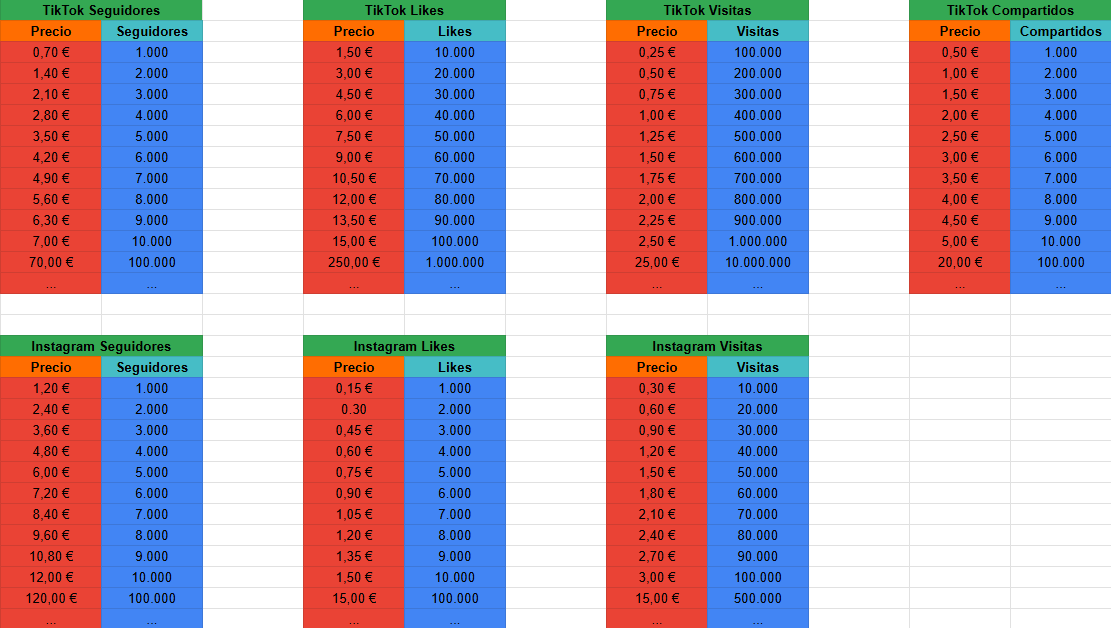 TikTok Seguidores TikTok Likes TikTok Visitas TikTok Compartidos
Precio Seguidores Precio Likes Precio Visitas Precio Compartidos
0,70 € 1.000 1,50 € 10.000 0,25 € 100.000 0,50 € 1.000
1,40 € 2.000 3,00 € 20.000 0,50 € 200.000 1,00 € 2.000
2,10 € 3.000 4,50 € 30.000 0,75 € 300.000 1,50 € 3.000
2,80 € 4.000 6,00 € 40.000 1,00 € 400.000 2,00 € 4.000
3,50 € 5.000 7,50 € 50.000 1,25 € 500.000 2,50 € 5.000
4,20 € 6.000 9,00 € 60.000 1,50 € 600.000 3,00 € 6.000
4,90 € 7.000 10,50 € 70.000 1,75 € 700.000 3,50 € 7.000
5,60 € 8.000 12,00 € 80.000 2,00 € 800.000 4,00 € 8.000
6,30 € 9.000 13,50 € 90.000 2,25 € 900.000 4,50 € 9.000
7,00 € 10.000 15,00 € 100.000 2,50 € 1.000.000 5,00 € 10.000
70,00 € 100.000 250,00 € 1.000.000 25,00 € 10.000.000 20,00 € 100.000
... ... ... ... ... ... ... ...
Instagram Seguidores Instagram Likes Instagram Visitas
Precio Seguidores Precio Likes Precio Visitas
1,20 € 1.000 0,15 € 1.000 0,30 € 10.000
2,40 € 2.000 0.30 2.000 0,60 € 20.000
3,60 € 3.000 0,45 € 3.000 0,90 € 30.000
4,80 € 4.000 0,60 € 4.000 1,20 € 40.000
6,00 € 5.000 0,75 € 5.000 1,50 € 50.000
7,20 € 6.000 0,90 € 6.000 1,80 € 60.000
8,40 € 7.000 1,05 € 7.000 2,10 € 70.000
9,60 € 8.000 1,20 € 8.000 2,40 € 80.000
10,80 € 9.000 1,35 € 9.000 2,70 € 90.000
12,00 € 10.000 1,50 € 10.000 3,00 € 100.000
120,00 € 100.000 15,00 € 100.000 15,00 € 500.000
... ... ... ... ... ...